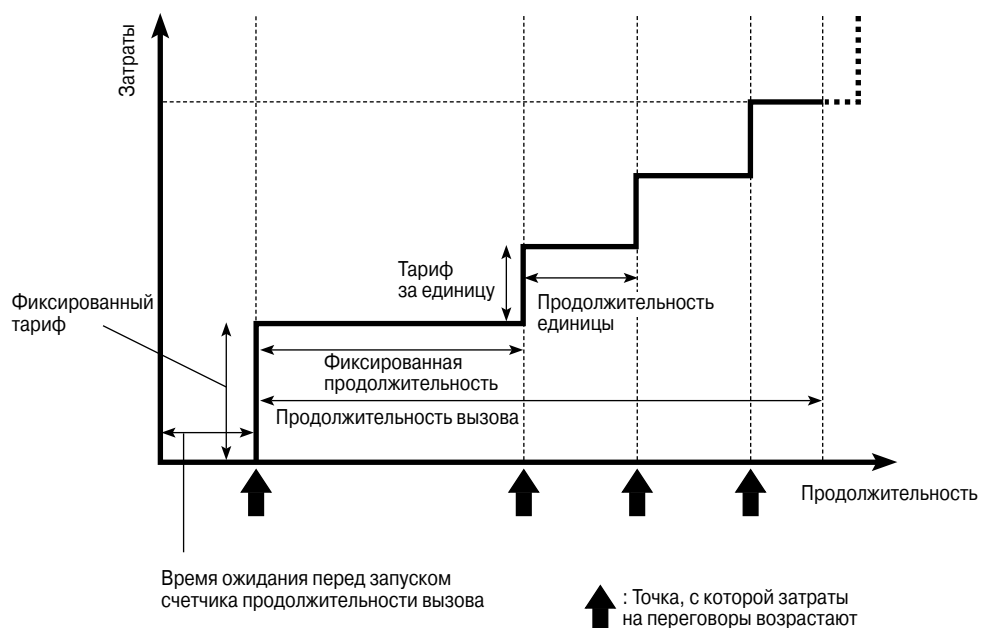 Затраты
Тариф
за единицу
Продолжительность
единицы
Фиксированный
тариф
Фиксированная
продолжительность
Продолжительность вызова
Продолжительность
Время ожидания перед запуском
счетчика продолжительности вызова
: Точка, с которой затраты
на переговоры возрастают